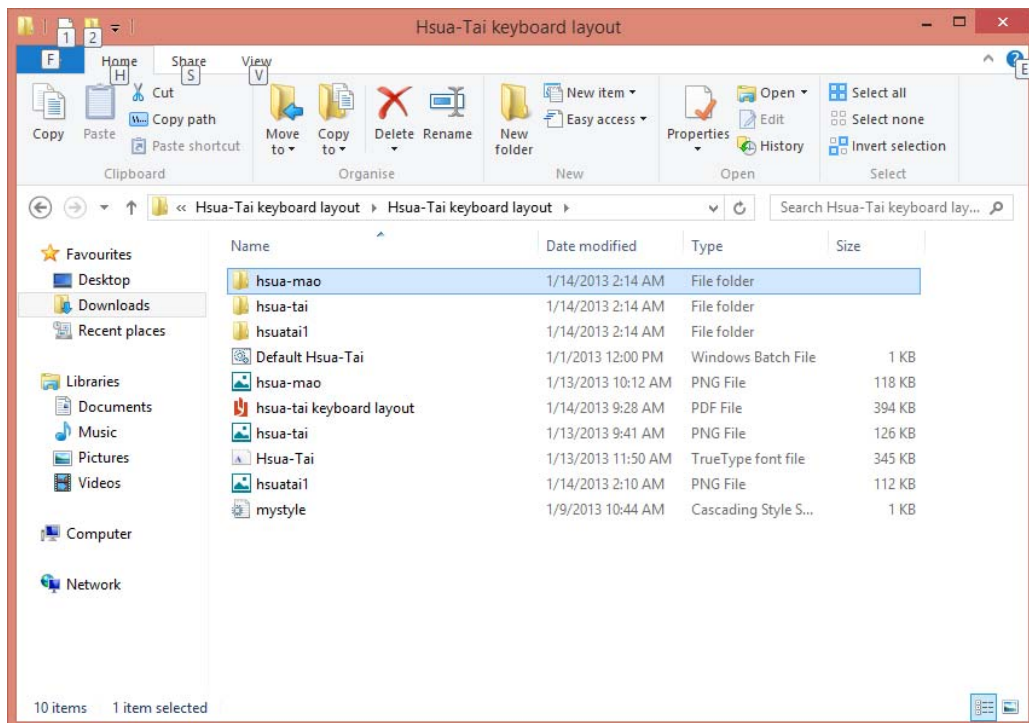 Hsua-Tai keyboard layout
1 2
F Home Share View
H S V E
Copy Paste Cut Copy path Paste shortcut
Clipboard
Move to Copy to Delete Rename
Organise
New folder New item Easy access
New
Properties Open Edit History
Open
Select all Select none Invert selection
Select
« Hsua-Tai keyboard layout Hsua-Tai keyboard layout Search Hsua-Tai keyboard lay...
Favourites
Desktop
Downloads
Recent places
Libraries
Documents
Music
Pictures
Videos
Computer
Network
Name Date modified Type Size
hsua-mao 1/14/2013 2:14 AM File folder
hsua-tai 1/14/2013 2:14 AM File folder
hsuatai1 1/14/2013 2:14 AM File folder
Default Hsua-Tai 1/1/2013 12:00 PM Windows Batch File 1 KB
hsua-mao 1/13/2013 10:12 AM PNG File 118 KB
hsua-tai keyboard layout 1/14/2013 9:28 AM PDF File 394 KB
hsua-tai 1/13/2013 9:41 AM PNG File 126 KB
Hsua-Tai 1/13/2013 11:50 AM TrueType font file 345 KB
hsuatai1 1/14/2013 2:10 AM PNG File 112 KB
mystyle 1/9/2013 10:44 AM Cascading Style S... 1 KB
10 items 1 item selected